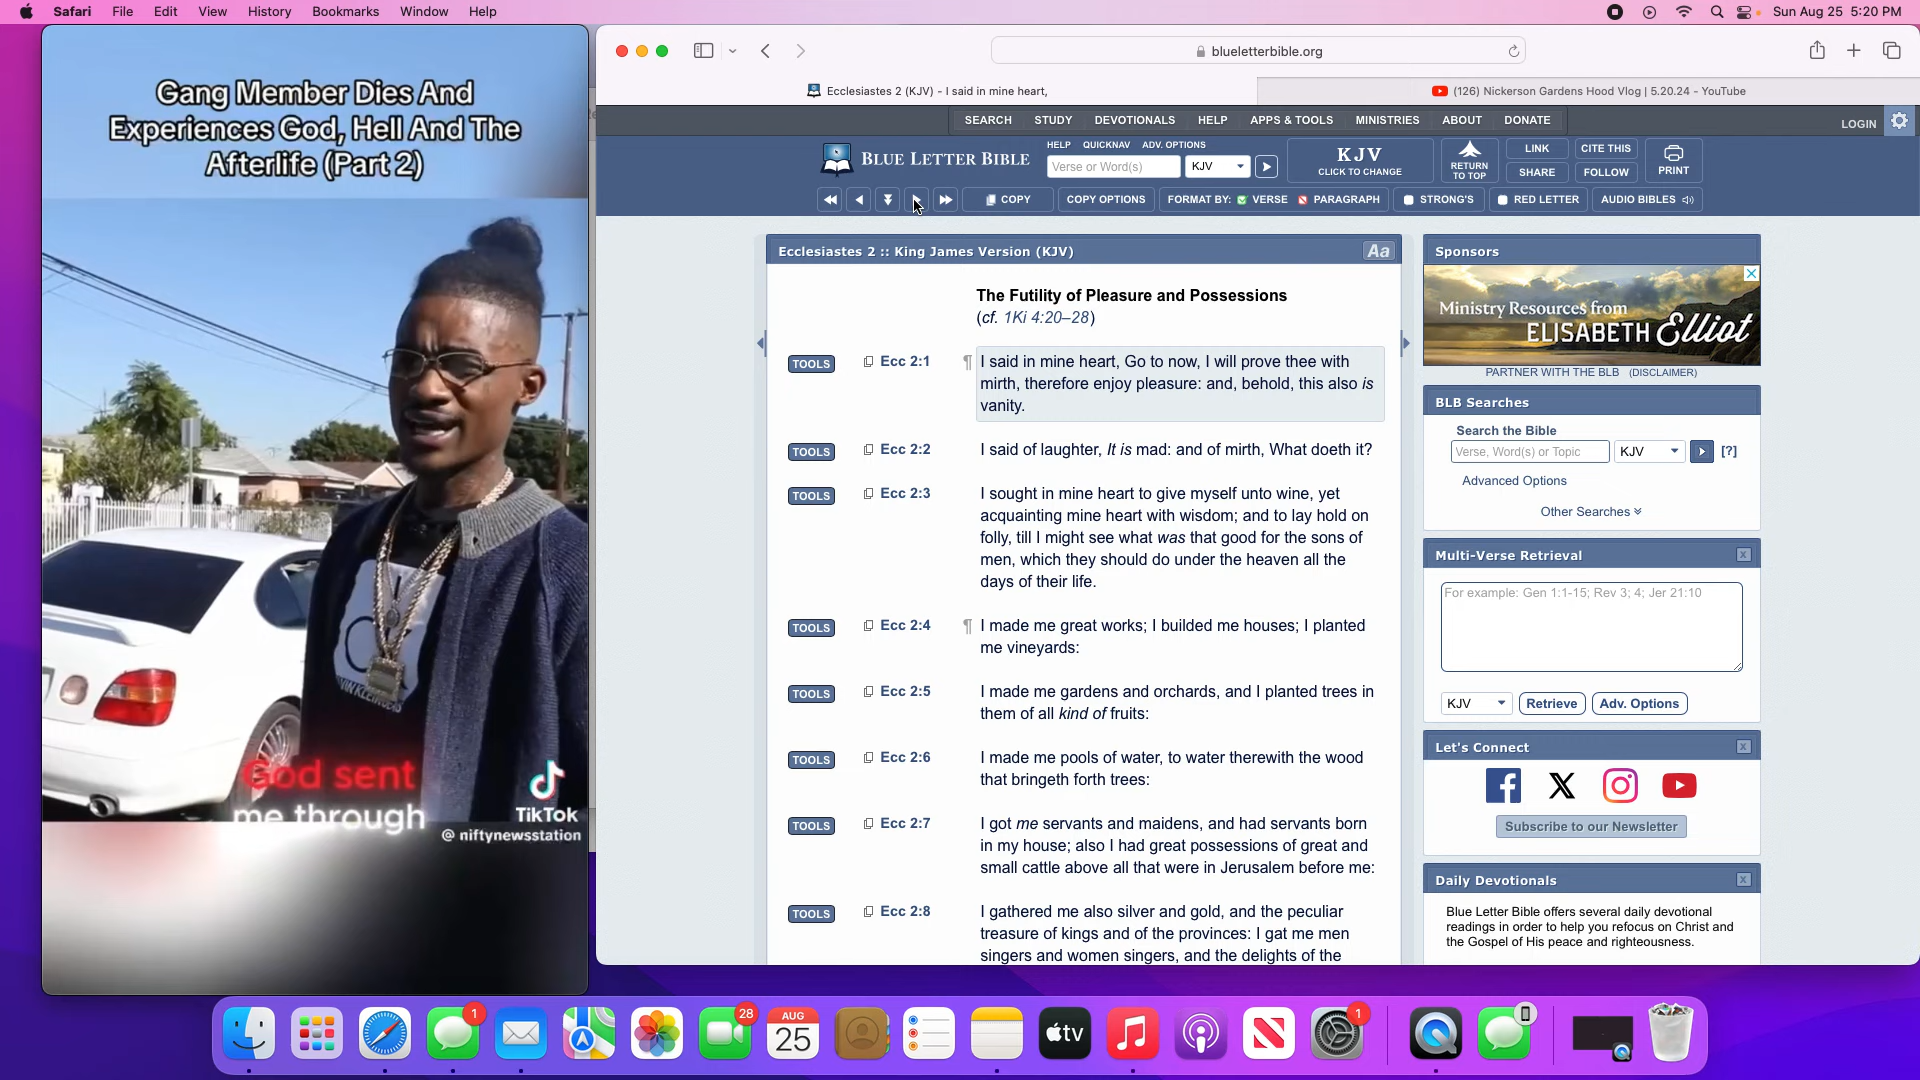 Safari File Edit View History Bookmarks Window Help
Sun Aug 25 5:20 PM
Gang Member Dies And
Experiences God, Hell And The
Afterlife (Part 2)
God sent
me through
TikTok
@ niftynewsstation
blueletterbible.org
Ecclesiastes 2 (KJV) - I said in mine heart,
(126) Nickerson Gardens Hood Vlog | 5.20.24 - YouTube
SEARCH STUDY DEVOTIONALS HELP APPS & TOOLS MINISTRIES ABOUT DONATE
LOGIN
BLUE LETTER BIBLE
HELP QUICKNAV ADV. OPTIONS
Verse or Word(s) KJV
KJV
CLICK TO CHANGE
RETURN
TO TOP
LINK CITE THIS
SHARE FOLLOW
PRINT
COPY COPY OPTIONS FORMAT BY: VERSE PARAGRAPH STRONG'S RED LETTER AUDIO BIBLES
Ecclesiastes 2 :: King James Version (KJV)
Aa
The Futility of Pleasure and Possessions
(cf. 1Ki 4:20–28)
TOOLS Ecc 2:1 ¶ I said in mine heart, Go to now, I will prove thee with
mirth, therefore enjoy pleasure: and, behold, this also is
vanity.
TOOLS Ecc 2:2 I said of laughter, It is mad: and of mirth, What doeth it?
TOOLS Ecc 2:3 I sought in mine heart to give myself unto wine, yet
acquainting mine heart with wisdom; and to lay hold on
folly, till I might see what was that good for the sons of
men, which they should do under the heaven all the
days of their life.
TOOLS Ecc 2:4 ¶ I made me great works; I builded me houses; I planted
me vineyards:
TOOLS Ecc 2:5 I made me gardens and orchards, and I planted trees in
them of all kind of fruits:
TOOLS Ecc 2:6 I made me pools of water, to water therewith the wood
that bringeth forth trees:
TOOLS Ecc 2:7 I got me servants and maidens, and had servants born
in my house; also I had great possessions of great and
small cattle above all that were in Jerusalem before me:
TOOLS Ecc 2:8 I gathered me also silver and gold, and the peculiar
treasure of kings and of the provinces: I gat me men
singers and women singers, and the delights of the
Sponsors
Ministry Resources from
ELISABETH Elliot
PARTNER WITH THE BLB (DISCLAIMER)
BLB Searches
Search the Bible
Verse, Word(s) or Topic KJV [?]
Advanced Options
Other Searches
Multi-Verse Retrieval
For example: Gen 1:1-15; Rev 3; 4; Jer 21:10
KJV Retrieve Adv. Options
Let's Connect
Subscribe to our Newsletter
Daily Devotionals
Blue Letter Bible offers several daily devotional
readings in order to help you refocus on Christ and
the Gospel of His peace and righteousness.
1
28
AUG
25
tv
1